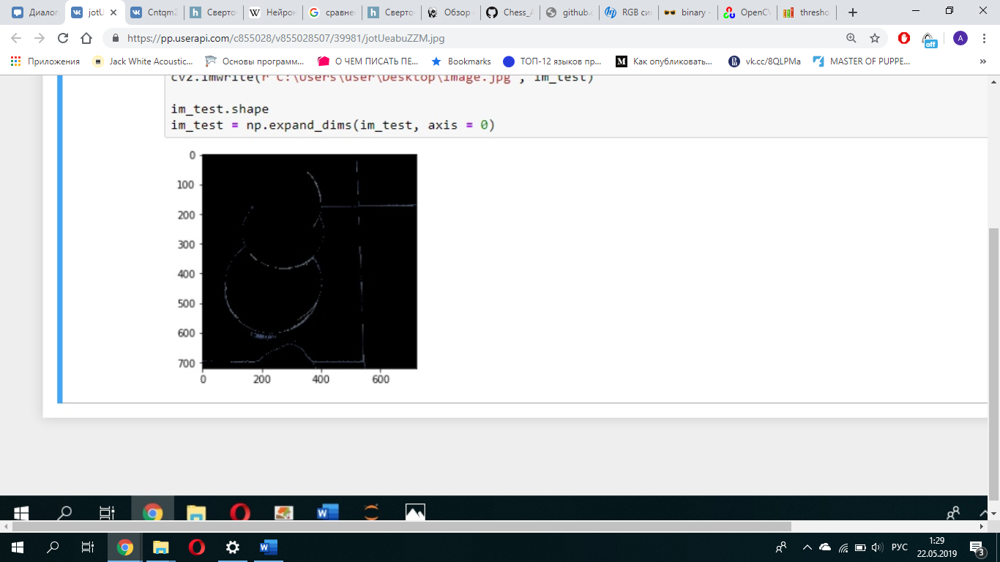 Диалог
jotU
Cntqm2
Сверто
Нейрон
сравне
Сверто
Обзор
Chess_A
github.c
RGB си
binary -
OpenCV
thresho
https://pp.userapi.com/c855028/v855028507/39981/jotUeabuZZM.jpg
off
A
Приложения
Jack White Acoustic...
Основы програмm...
О ЧЕМ ПИСАТЬ ПЕ...
Bookmarks
ТОП-12 языков пр...
Как опубликовать...
vk.cc/8QLPMa
MASTER OF PUPPE...
»
cv2.imwrite(r'C:\Users\user\Desktop\image.jpg', im_test)
im_test.shape
im_test = np.expand_dims(im_test, axis = 0)
0
100
200
300
400
500
600
700
0
200
400
600
РУС
1:29
22.05.2019
3